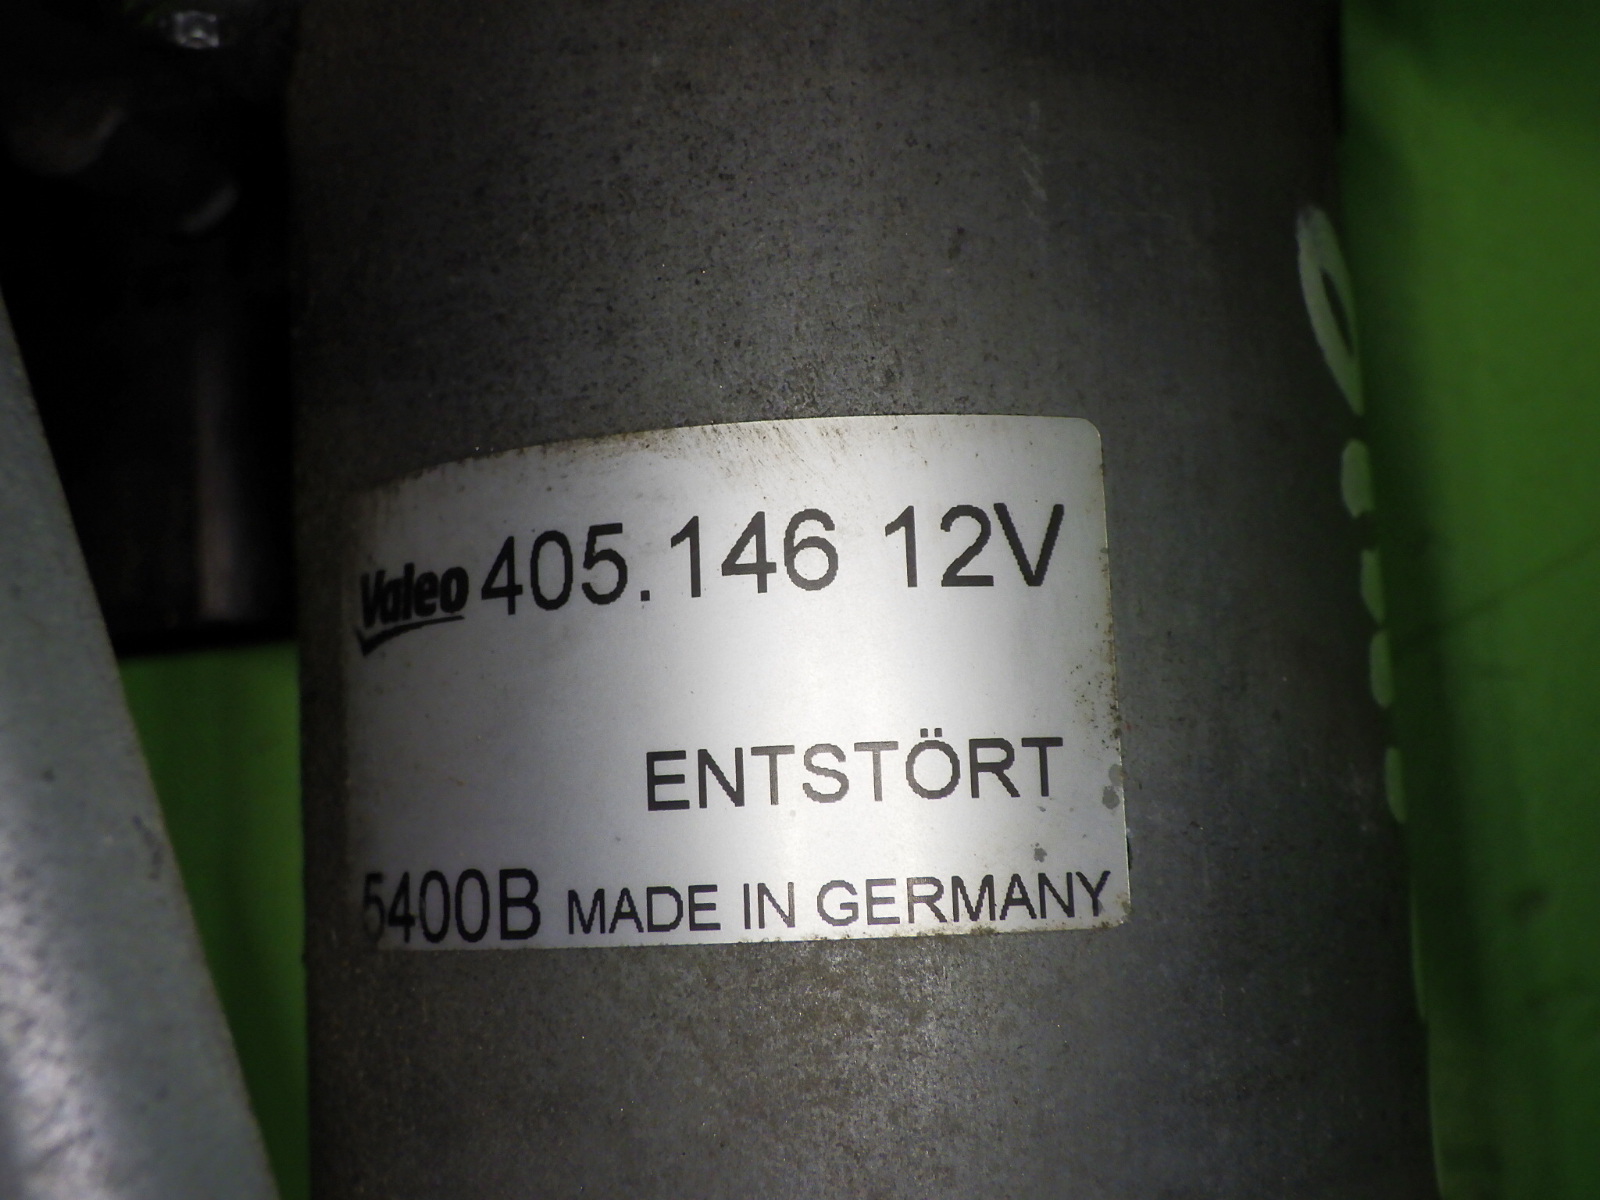 Valeo 405.146 12V
ENTSTÖRT
5400B MADE IN GERMANY